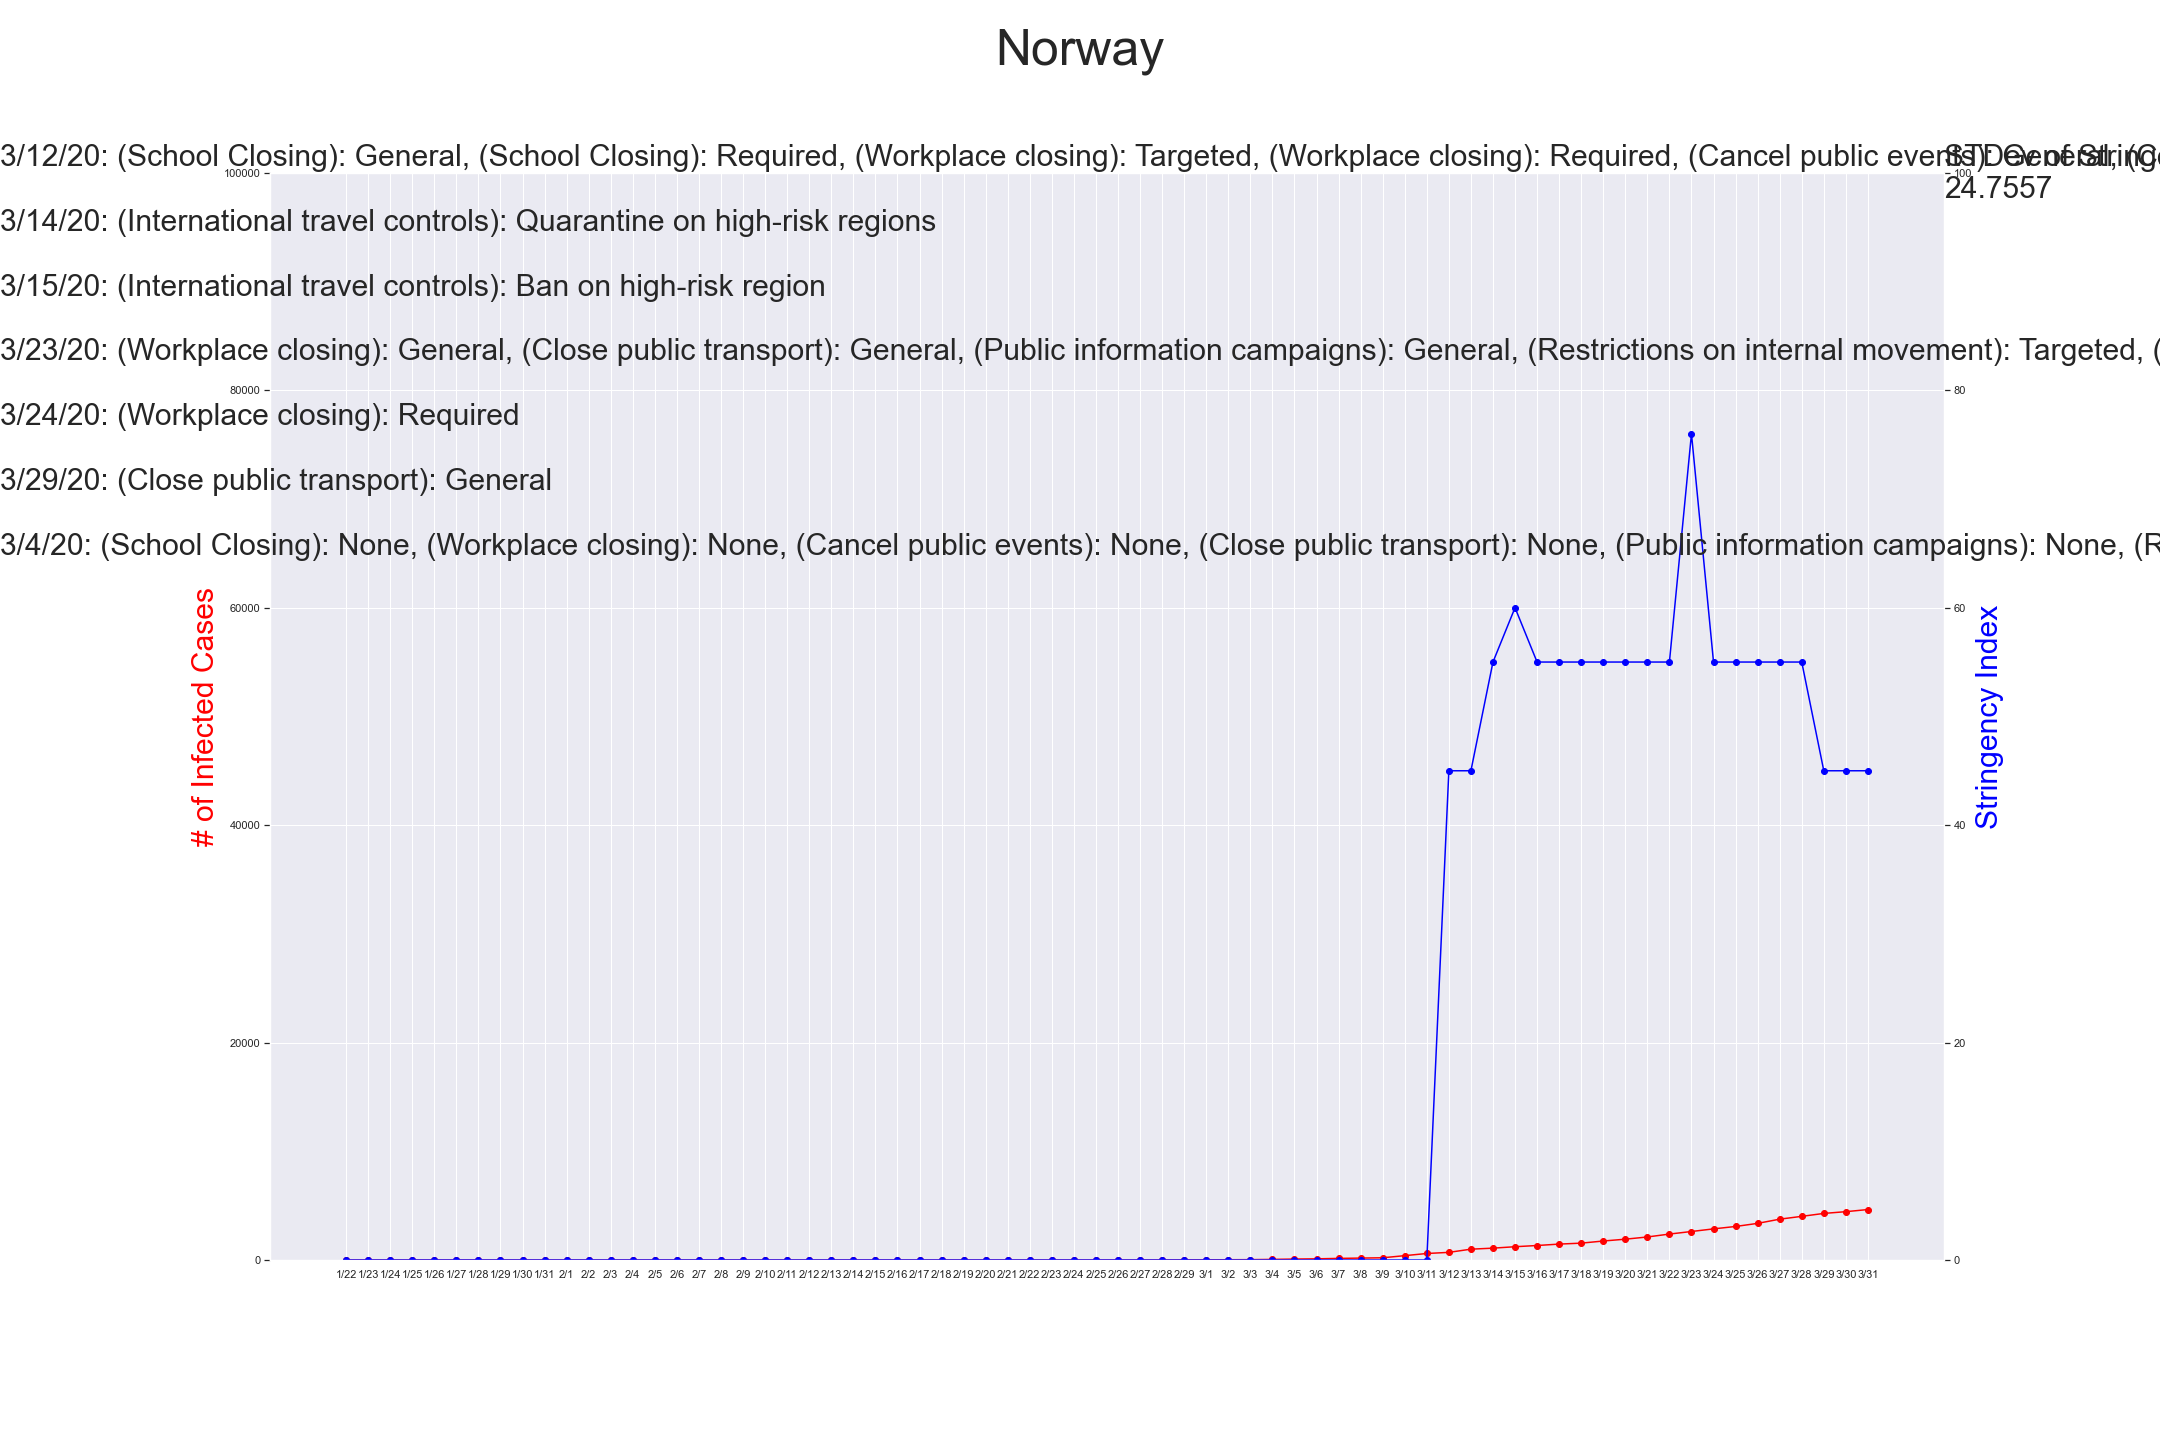 Norway
3/12/20: (School Closing): General, (School Closing): Required, (Workplace closing): Targeted, (Workplace closing): Required, (Cancel public events): General, (
STDev of
24.7557
3/14/20: (International travel controls): Quarantine on high-risk regions
3/15/20: (International travel controls): Ban on high-risk region
3/23/20: (Workplace closing): General, (Close public transport): General, (Public information campaigns): General, (Restrictions on internal movement): Targeted, (
3/24/20: (Workplace closing): Required
3/29/20: (Close public transport): General
3/4/20: (School Closing): None, (Workplace closing): None, (Cancel public events): None, (Close public transport): None, (Public information campaigns): None, (R
# of Infected Cases
100000
80000
60000
40000
20000
0
Stringency Index
100
80
60
40
20
0
1/22 1/23 1/24 1/25 1/26 1/27 1/28 1/29 1/30 1/31 2/1 2/2 2/3 2/4 2/5 2/6 2/7 2/8 2/9 2/10 2/11 2/12 2/13 2/14 2/15 2/16 2/17 2/18 2/19 2/20 2/21 2/22 2/23 2/24 2/25 2/26 2/27 2/28 2/29 3/1 3/2 3/3 3/4 3/5 3/6 3/7 3/8 3/9 3/10 3/11 3/12 3/13 3/14 3/15 3/16 3/17 3/18 3/19 3/20 3/21 3/22 3/23 3/24 3/25 3/26 3/27 3/28 3/29 3/30 3/31